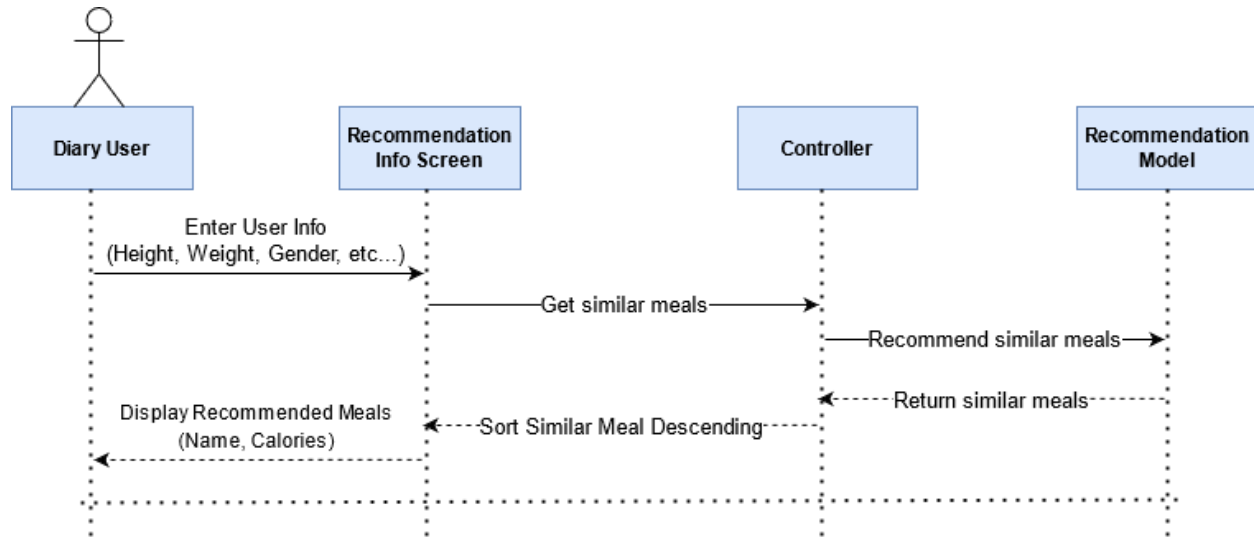 Diary User
Recommendation
Info Screen
Controller
Recommendation
Model
Enter User Info
(Height, Weight, Gender, etc...)
Get similar meals
Recommend similar meals
Return similar meals
Sort Similar Meal Descending
Display Recommended Meals
(Name, Calories)